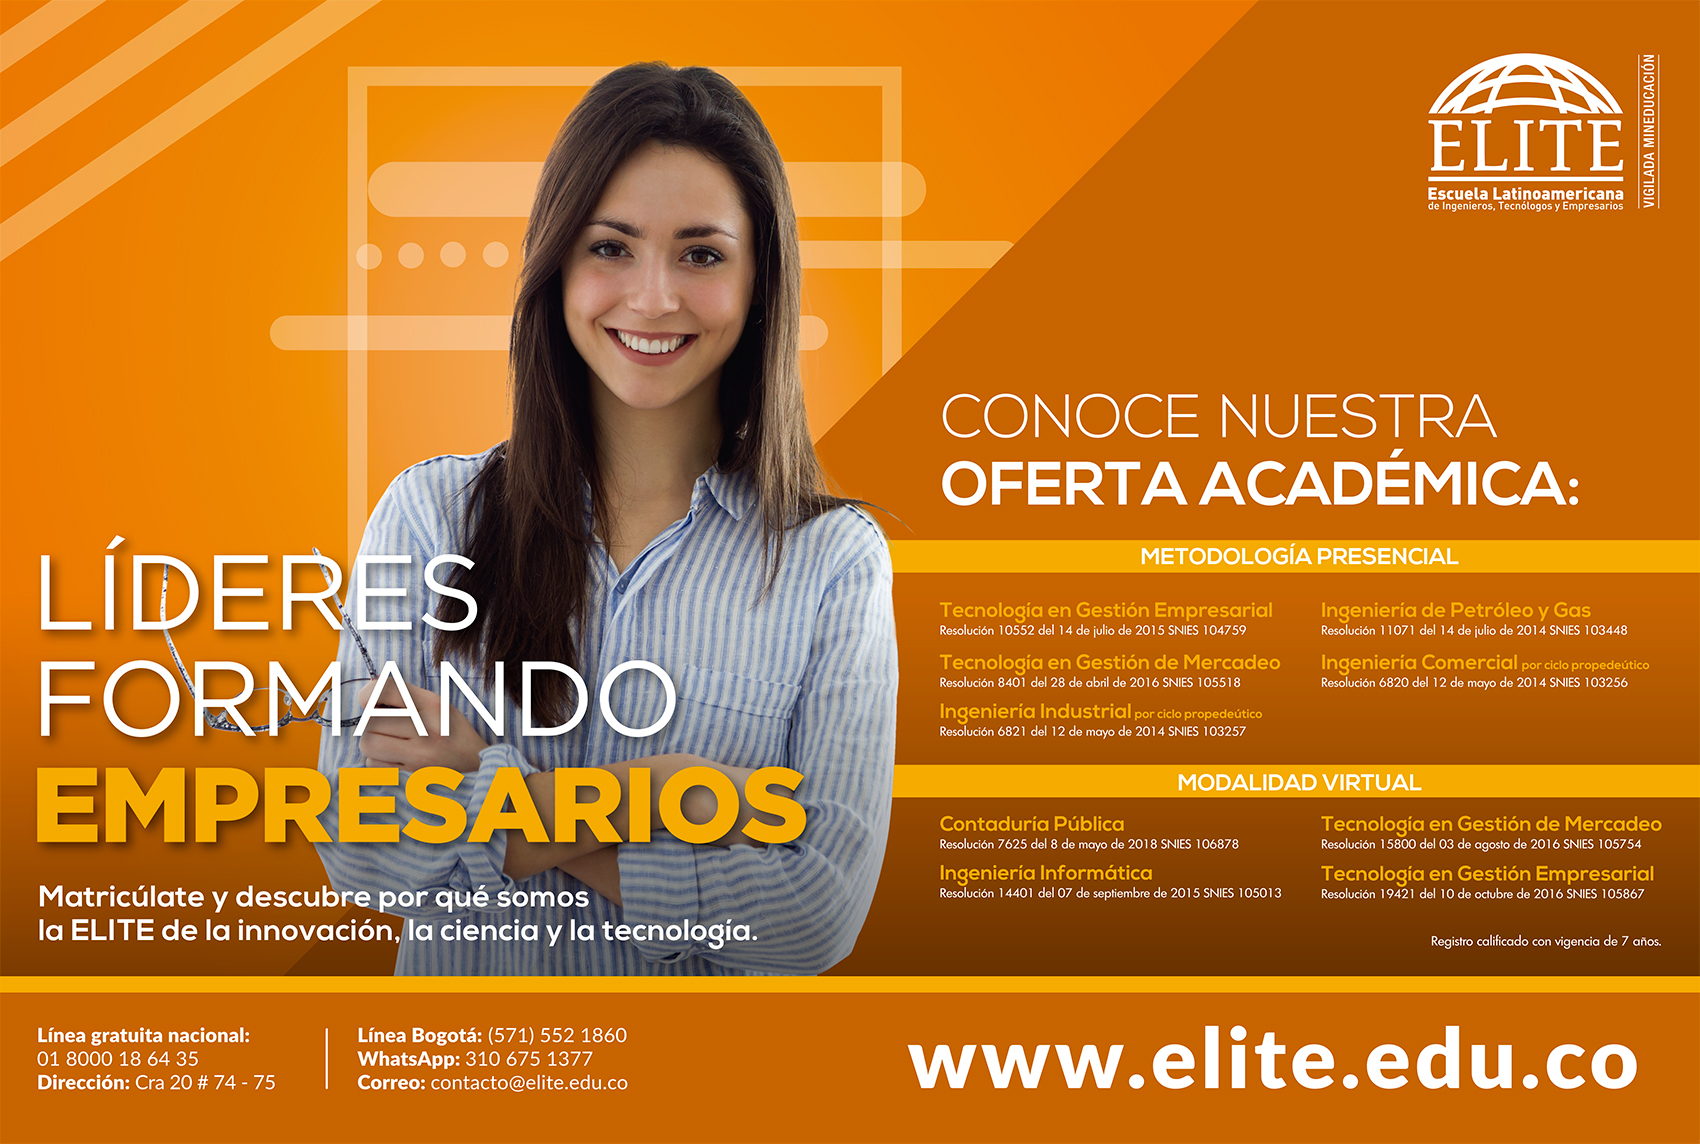 ELITE
Escuela Latinoamericana
de Ingenieros, Tecnólogos y Empresarios
VIGILADA MINEDUCACIÓN
LÍDERES
FORMANDO
EMPRESARIOS
Matricúlate y descubre por qué somos
la ELITE de la innovación, la ciencia y la tecnología.
CONOCE NUESTRA
OFERTA ACADÉMICA:
METODOLOGÍA PRESENCIAL
Tecnología en Gestión Empresarial
Resolución 10552 del 14 de julio de 2015 SNIES 104759
Tecnología en Gestión de Mercadeo
Resolución 8401 del 28 de abril de 2016 SNIES 105518
Ingeniería Industrial por ciclo propedeútico
Resolución 6821 del 12 de mayo de 2014 SNIES 103257
Ingeniería de Petróleo y Gas
Resolución 11071 del 14 de julio de 2014 SNIES 103448
Ingeniería Comercial por ciclo propedeútico
Resolución 6820 del 12 de mayo de 2014 SNIES 103256
MODALIDAD VIRTUAL
Contaduría Pública
Resolución 7625 del 8 de mayo de 2018 SNIES 106878
Ingeniería Informática
Resolución 14401 del 07 de septiembre de 2015 SNIES 105013
Tecnología en Gestión de Mercadeo
Resolución 15800 del 03 de agosto de 2016 SNIES 105754
Tecnología en Gestión Empresarial
Resolución 19421 del 10 de octubre de 2016 SNIES 105867
Registro calificado con vigencia de 7 años.
Línea gratuita nacional:
01 8000 18 64 35
Dirección: Cra 20 # 74 - 75
Línea Bogotá: (571) 552 1860
WhatsApp: 310 675 1377
Correo: contacto@elite.edu.co
www.elite.edu.co